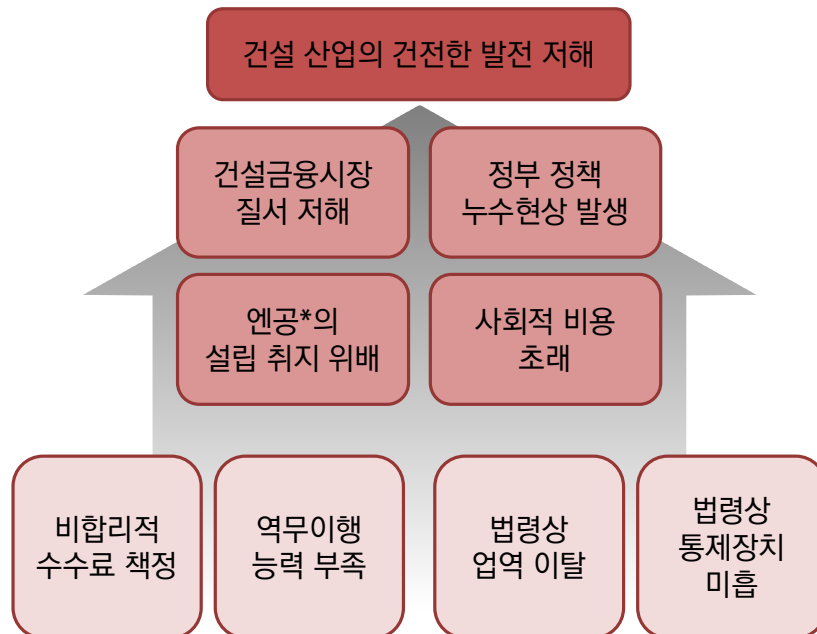 건설 산업의 건전한 발전 저해
건설금융시장
질서 저해
정부 정책
누수현상 발생
엔공*의
설립 취지 위배
사회적 비용
초래
비합리적
수수료 책정
역무이행
능력 부족
법령상
업역 이탈
법령상
통제장치
미흡